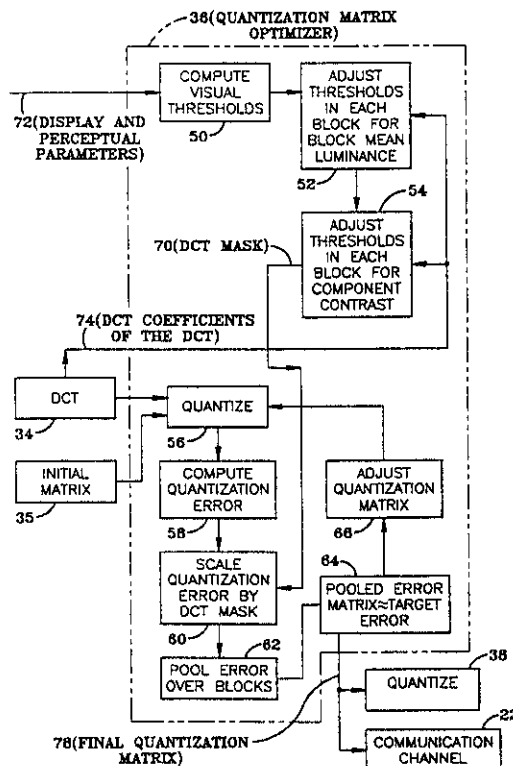 36(QUANTIZATION MATRIX
OPTIMIZER)
COMPUTE
VISUAL
THRESHOLDS
50
ADJUST
THRESHOLDS
IN EACH
BLOCK FOR
BLOCK MEAN
LUMINANCE
52
72(DISPLAY AND
PERCEPTUAL
PARAMETERS)
54
ADJUST
THRESHOLDS
IN EACH
BLOCK FOR
COMPONENT
CONTRAST
70(DCT MASK)
74(DCT COEFFICIENTS
OF THE DCT)
DCT
34
QUANTIZE
56
INITIAL
MATRIX
35
COMPUTE
QUANTIZATION
ERROR
58
ADJUST
QUANTIZATION
MATRIX
66
SCALE
QUANTIZATION
ERROR BY
DCT MASK
60
64
POOLED ERROR
MATRIX≈TARGET
ERROR
62
POOL ERROR
OVER BLOCKS
38
QUANTIZE
78(FINAL QUANTIZATION
MATRIX)
22
COMMUNICATION
CHANNEL